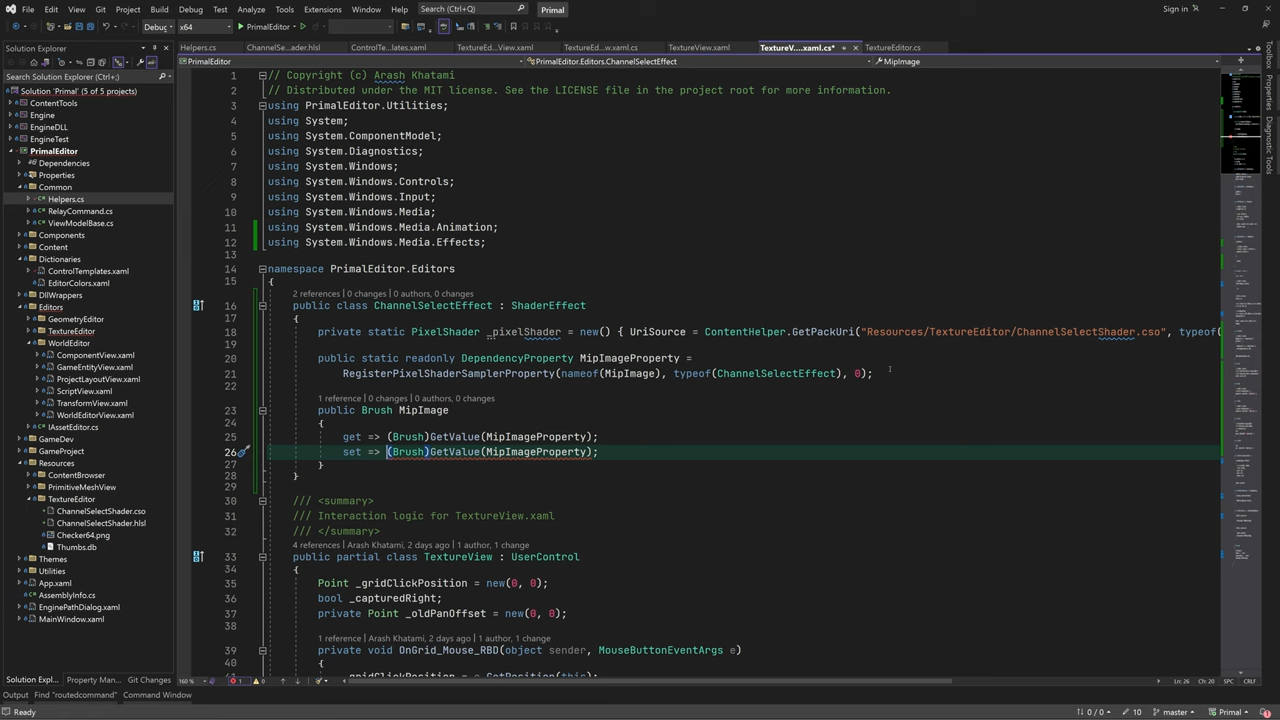 File Edit View Git Project Build Debug Test Analyze Tools Extensions Window Help Search (Ctrl+Q) Primal
Sign in
Debug x64 PrimalEditor
Solution Explorer
Search Solution Explorer (Ctrl+;)
Solution 'Primal' (5 of 5 projects)
ContentTools
Engine
EngineDLL
EngineTest
PrimalEditor
Dependencies
Properties
Common
Helpers.cs
RelayCommand.cs
ViewModelBase.cs
Components
Content
Dictionaries
ControlTemplates.xaml
EditorColors.xaml
DllWrappers
Editors
GeometryEditor
TextureEditor
WorldEditor
ComponentView.xaml
GameEntityView.xaml
ProjectLayoutView.xaml
ScriptView.xaml
TransformView.xaml
WorldEditorView.xaml
IAssetEditor.cs
GameDev
GameProject
Resources
ContentBrowser
PrimitiveMeshView
TextureEditor
ChannelSelectShader.cso
ChannelSelectShader.hlsl
Checker64.png
Thumbs.db
Themes
Utilities
App.xaml
AssemblyInfo.cs
EnginePathDialog.xaml
MainWindow.xaml
Solution Expl... Property Man... Git Changes
Helpers.cs ChannelSe...ader.hlsl ControlTe...lates.xaml TextureEd...View.xaml TextureEd...w.xaml.cs TextureView.xaml TextureV....xaml.cs* TextureEditor.cs
PrimalEditor PrimalEditor.Editors.ChannelSelectEffect MipImage
1 // Copyright (c) Arash Khatami
2 // Distributed under the MIT license. See the LICENSE file in the project root for more information.
3 using PrimalEditor.Utilities;
4 using System;
5 using System.ComponentModel;
6 using System.Diagnostics;
7 using System.Windows;
8 using System.Windows.Controls;
9 using System.Windows.Input;
10 using System.Windows.Media;
11 using System.Windows.Media.Animation;
12 using System.Windows.Media.Effects;
13
14 namespace PrimalEditor.Editors
15 {
2 references | 0 changes | 0 authors, 0 changes
16 public class ChannelSelectEffect : ShaderEffect
17 {
18 private static PixelShader _pixelShader = new() { UriSource = ContentHelper.GetPackUri("Resources/TextureEditor/ChannelSelectShader.cso", typeof(
19
20 public static readonly DependencyProperty MipImageProperty =
21 RegisterPixelShaderSamplerProperty(nameof(MipImage), typeof(ChannelSelectEffect), 0);
22
1 reference | 0 changes | 0 authors, 0 changes
23 public Brush MipImage
24 {
25 get => (Brush)GetValue(MipImageProperty);
26 set => (Brush)GetValue(MipImageProperty);
27 }
28 }
29
30 /// <summary>
31 /// Interaction logic for TextureView.xaml
32 /// </summary>
4 references | Arash Khatami, 2 days ago | 1 author, 1 change
33 public partial class TextureView : UserControl
34 {
35 Point _gridClickPosition = new(0, 0);
36 bool _capturedRight;
37 private Point _oldPanOffset = new(0, 0);
38
1 reference | Arash Khatami, 2 days ago | 1 author, 1 change
39 private void OnGrid_Mouse_RBD(object sender, MouseButtonEventArgs e)
40 {
Toolbox
Properties
Diagnostic Tools
160 % 1 0 Ln: 26 Ch: 20 SPC CRLF
Output Find "routedcommand" Command Window
Ready 0 / 0 10 master Primal